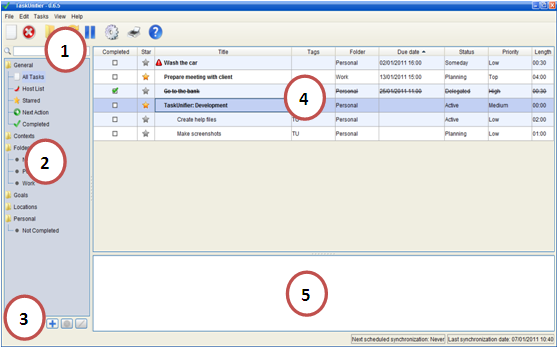 TaskUnifier - 0.6.5
File Edit Tasks View Help
1
Completed Star Title Tags Folder Due date Status Priority Length
General
All Tasks
Host List
Starred
Next Action
Completed
Contexts
Folder
Work
Goals
Locations
Personal
Not Completed
2
3
Wash the car Personal 02/01/2011 16:00 Someday Low 00:30
Prepare meeting with client Work 13/01/2011 15:00 Planning Top 04:00
Go to the bank Personal 25/01/2011 11:00 Delegated High 00:30
TaskUnifier: Development Personal Active Medium 00:00
Create help files TU Personal Active Low 02:00
Make screenshots TU Personal Planning Low 01:00
4
5
Next scheduled synchronization: Never Last synchronization date: 07/01/2011 10:40